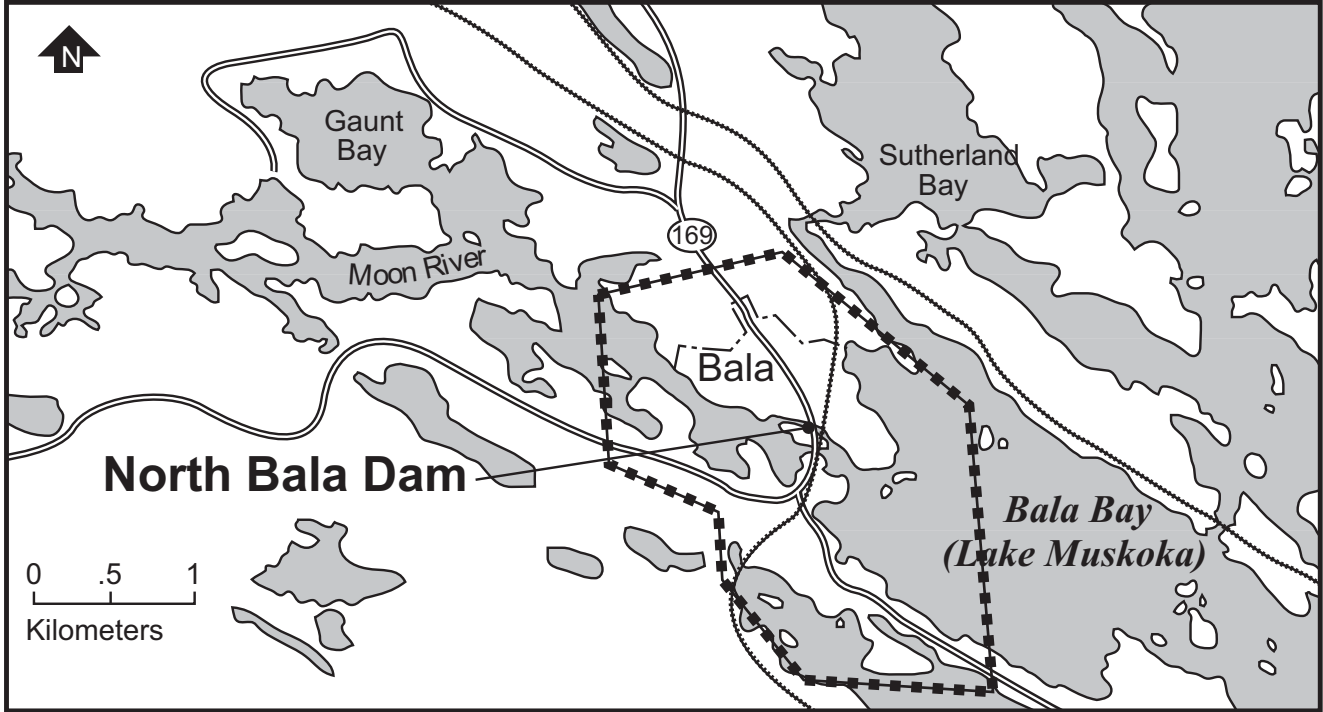 N
Gaunt
Bay
Sutherland
Bay
169
Moon River
Bala
North Bala Dam
Bala Bay
(Lake Muskoka)
0 .5 1
Kilometers